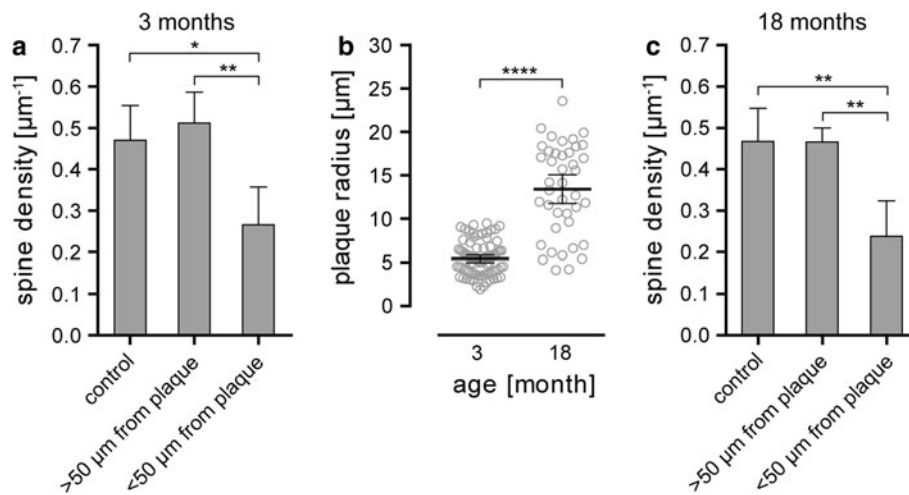 3 months
18 months
a
b
c
spine density [µm⁻¹]
0.7
0.6
0.5
0.4
0.3
0.2
0.1
0.0
*
**
control
>50 µm from plaque
<50 µm from plaque
plaque radius [µm]
30
25
20
15
10
5
0
****
3
18
age [month]
spine density [µm⁻¹]
0.7
0.6
0.5
0.4
0.3
0.2
0.1
0.0
**
**
control
>50 µm from plaque
<50 µm from plaque